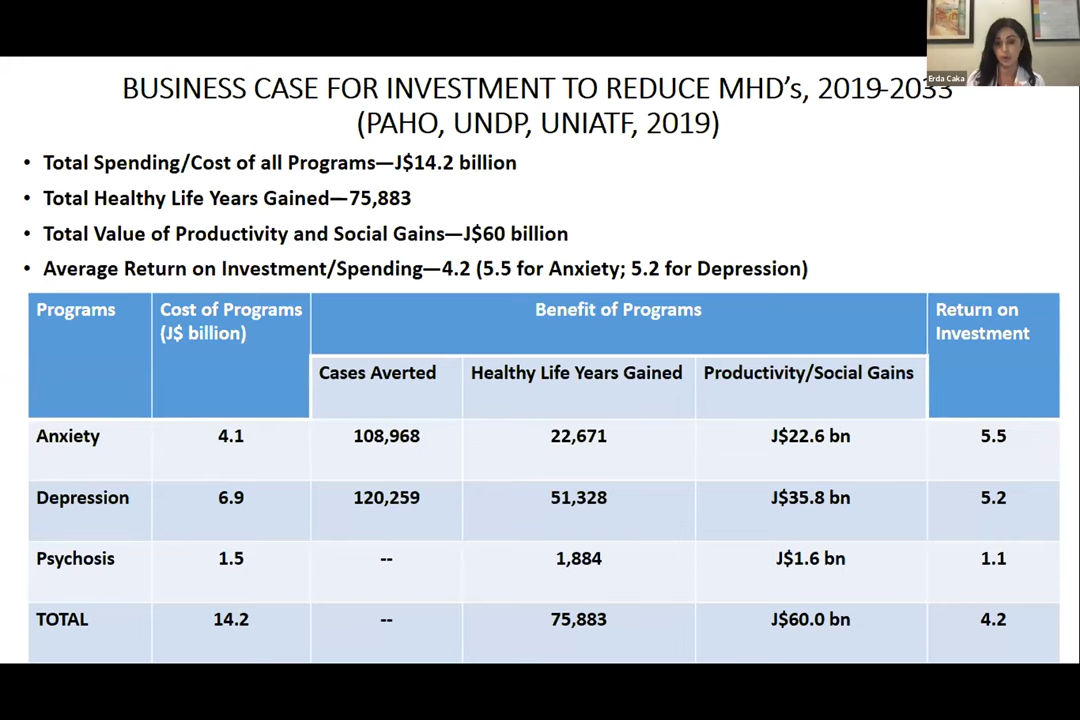 Erda Caka
BUSINESS CASE FOR INVESTMENT TO REDUCE MHD's, 2019-2033
(PAHO, UNDP, UNIATF, 2019)
• Total Spending/Cost of all Programs—J$14.2 billion
• Total Healthy Life Years Gained—75,883
• Total Value of Productivity and Social Gains—J$60 billion
• Average Return on Investment/Spending—4.2 (5.5 for Anxiety; 5.2 for Depression)
Programs Cost of Programs Benefit of Programs Return on
(J$ billion) Investment
Cases Averted Healthy Life Years Gained Productivity/Social Gains
Anxiety 4.1 108,968 22,671 J$22.6 bn 5.5
Depression 6.9 120,259 51,328 J$35.8 bn 5.2
Psychosis 1.5 -- 1,884 J$1.6 bn 1.1
TOTAL 14.2 -- 75,883 J$60.0 bn 4.2